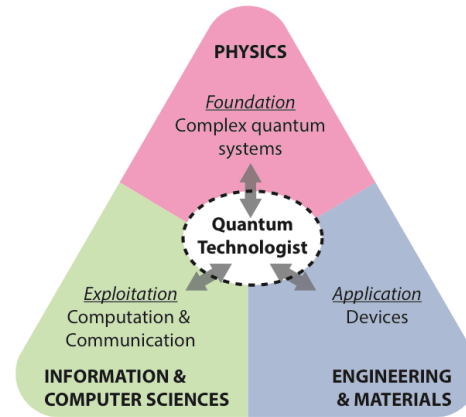 PHYSICS
Foundation
Complex quantum
systems
Quantum
Technologist
Exploitation
Computation &
Communication
INFORMATION &
COMPUTER SCIENCES
Application
Devices
ENGINEERING
& MATERIALS